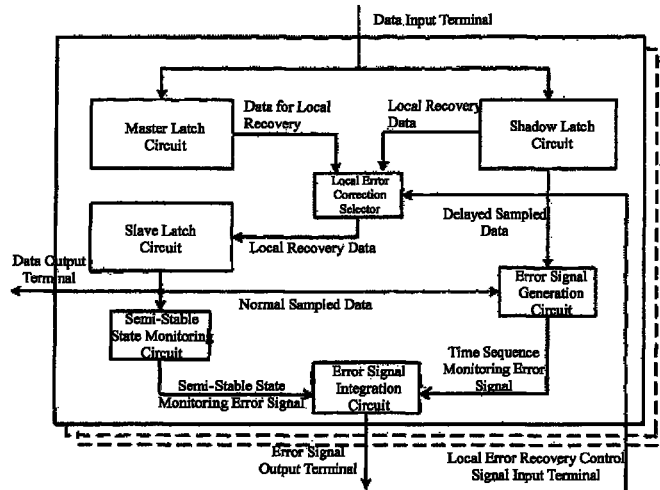 Data Input Terminal
Master Latch
Circuit
Data for Local
Recovery
Local Recovery
Data
Shadow Latch
Circuit
Local Error
Correction
Selector
Slave Latch
Circuit
Local Recovery Data
Delayed Sampled
Data
Data Output
Terminal
Normal Sampled Data
Error Signal
Generation
Circuit
Semi-Stable
State Monitoring
Circuit
Semi-Stable State
Monitoring Error Signal
Error Signal
Integration
Circuit
Time Sequence
Monitoring Error
Signal
Error Signal
Output Terminal
Local Error Recovery Control
Signal Input Terminal